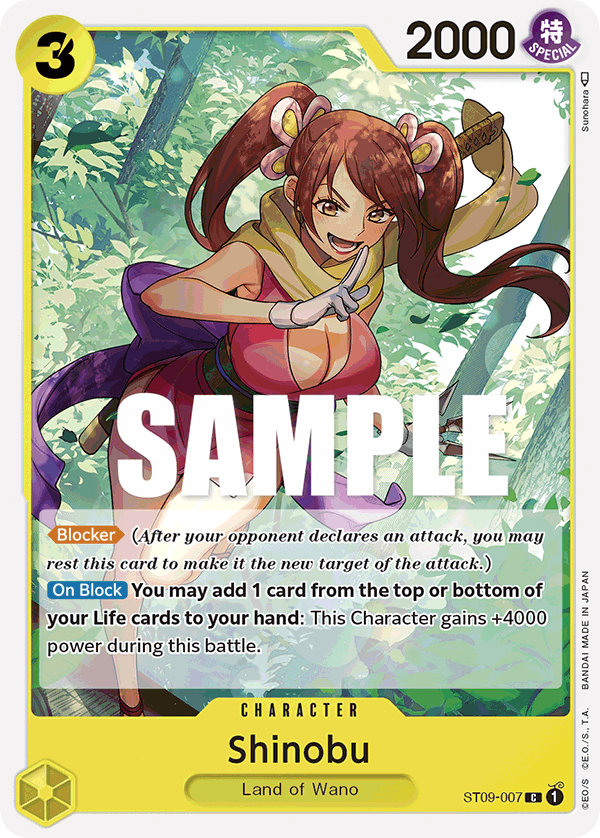 3
2000
特
SPECIAL
Sunohara
SAMPLE
Blocker (After your opponent declares an attack, you may
rest this card to make it the new target of the attack.)
On Block You may add 1 card from the top or bottom of
your Life cards to your hand: This Character gains +4000
power during this battle.
CHARACTER
Shinobu
Land of Wano
ST09-007 C 1
©E.O/S ©E.O./S., T.A. BANDAI MADE IN JAPAN